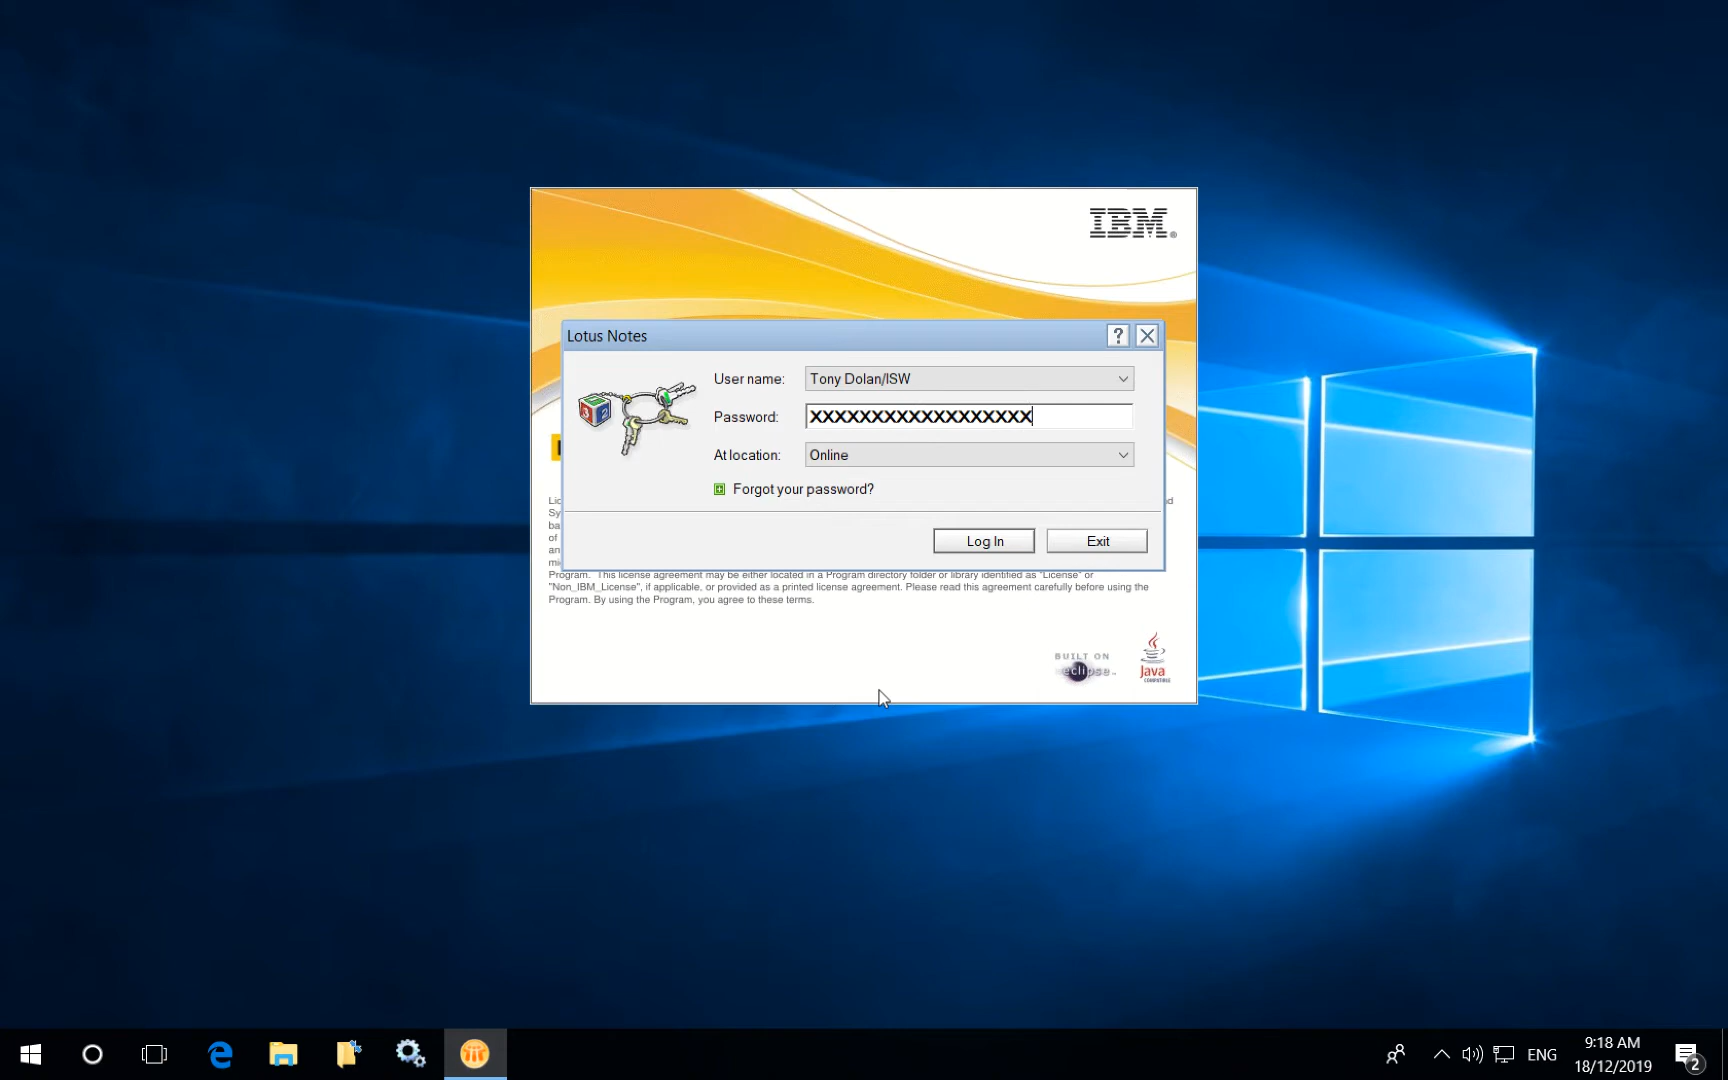 IBM®
Lotus Notes
?
User name: Tony Dolan/ISW
Password: XXXXXXXXXXXXXXXXXX
At location: Online
Forgot your password?
Log In Exit
Program. This license agreement may be either located in a Program directory folder or library identified as "License" or
"Non_IBM_License", if applicable, or provided as a printed license agreement. Please read this agreement carefully before using the
Program. By using the Program, you agree to these terms.
BUILT ON
eclipse™
Java
COMPATIBLE
ENG
9:18 AM
18/12/2019
2